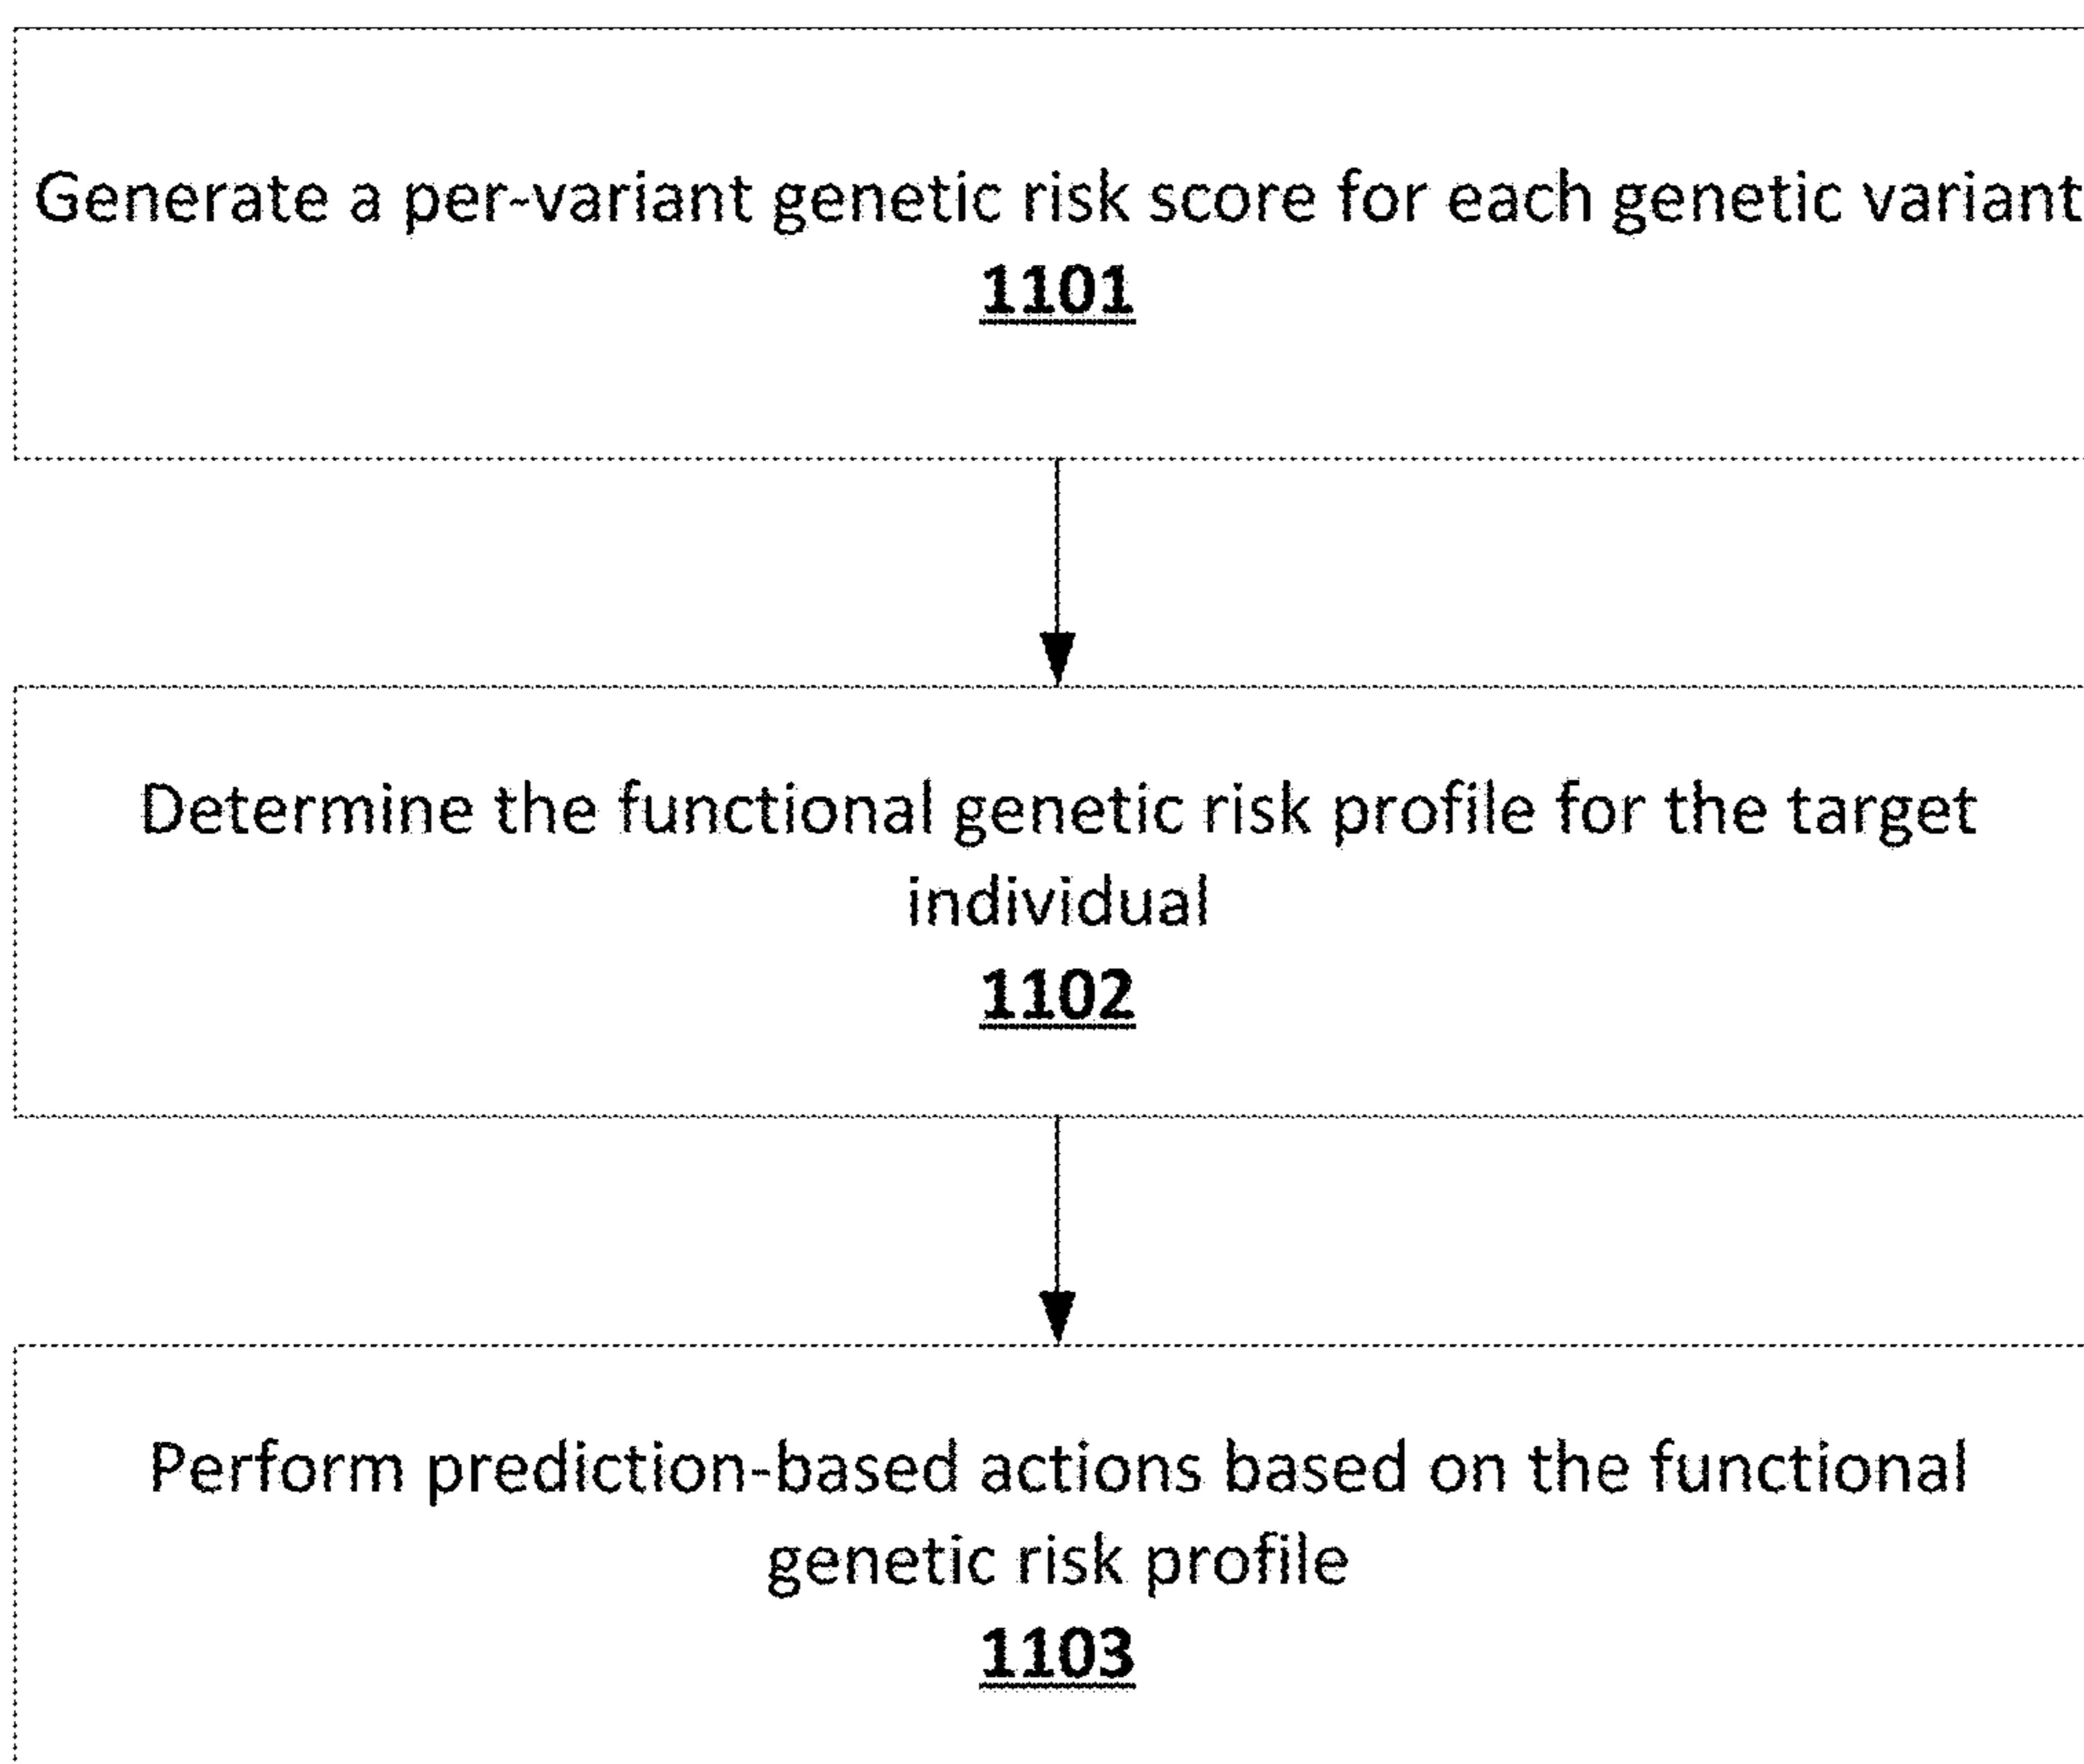 Generate a per-variant genetic risk score for each genetic variant
1101
Determine the functional genetic risk profile for the target
individual
1102
Perform prediction-based actions based on the functional
genetic risk profile
1103